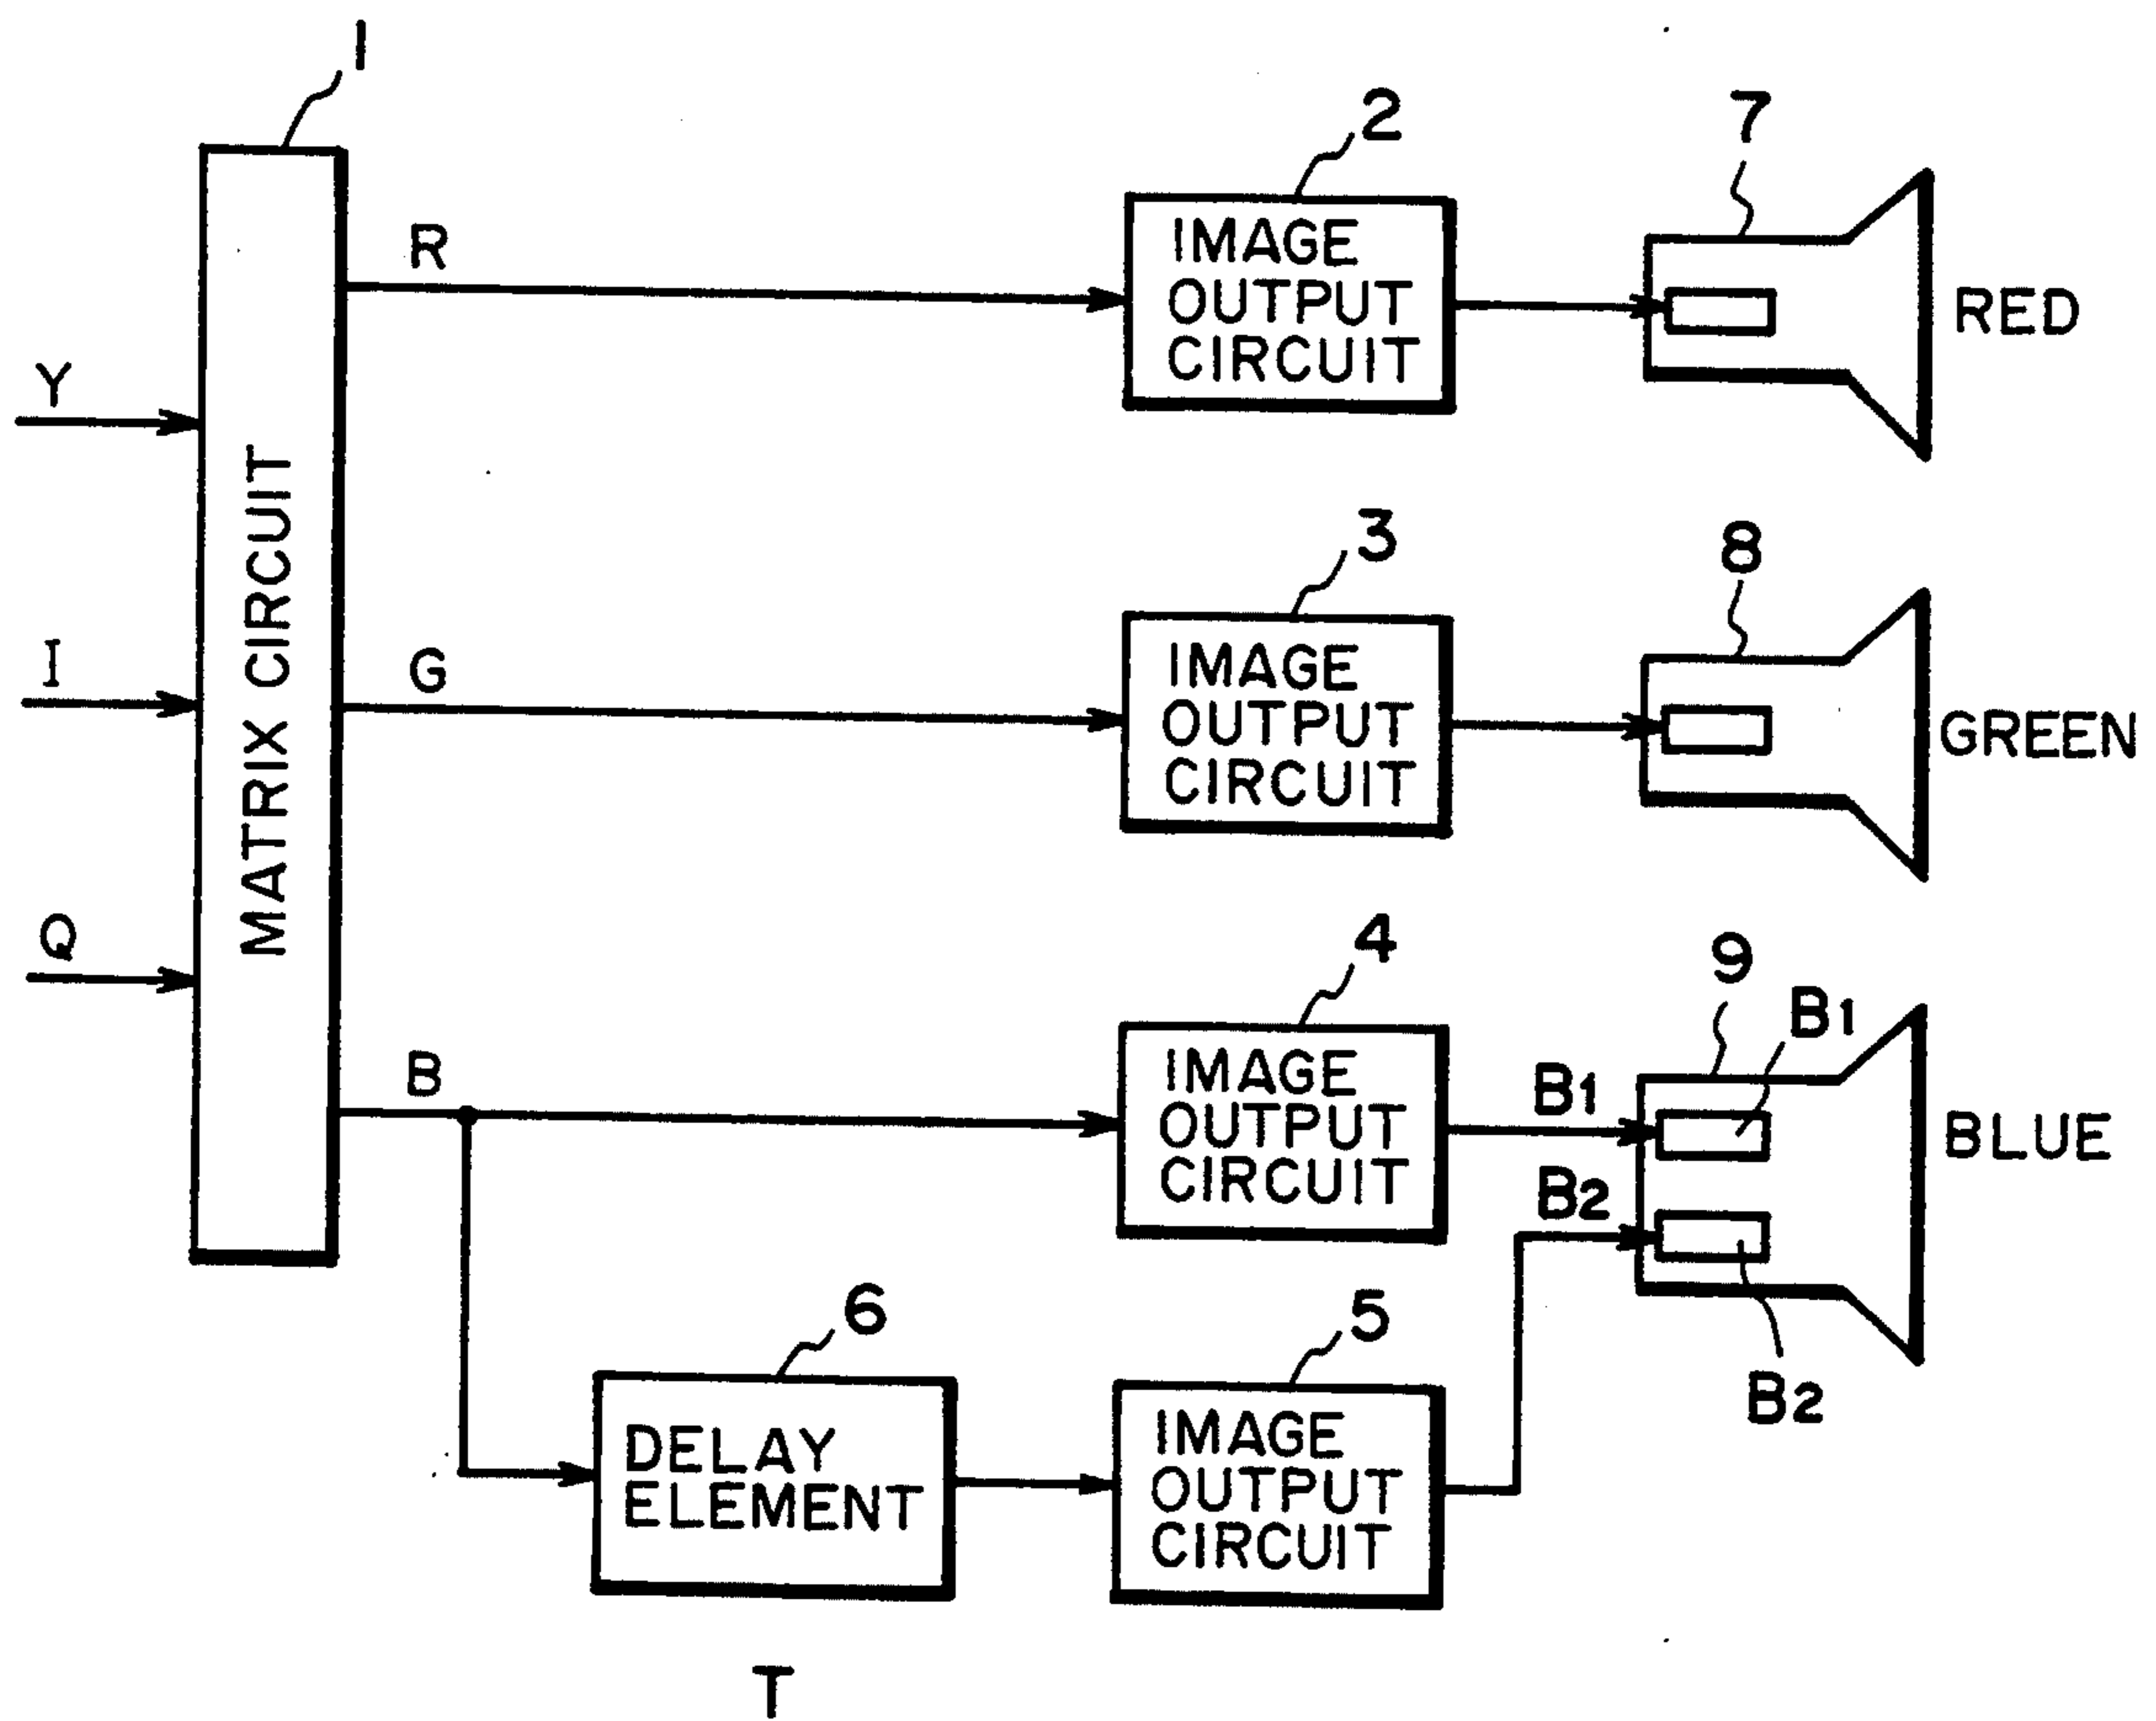 1
2
7
R
IMAGE
OUTPUT
CIRCUIT
RED
Y
MATRIX CIRCUIT
3
8
I
G
IMAGE
OUTPUT
CIRCUIT
GREEN
Q
4
9
B1
B
IMAGE
OUTPUT
CIRCUIT
B1
BLUE
B2
6
5
B2
DELAY
ELEMENT
IMAGE
OUTPUT
CIRCUIT
T